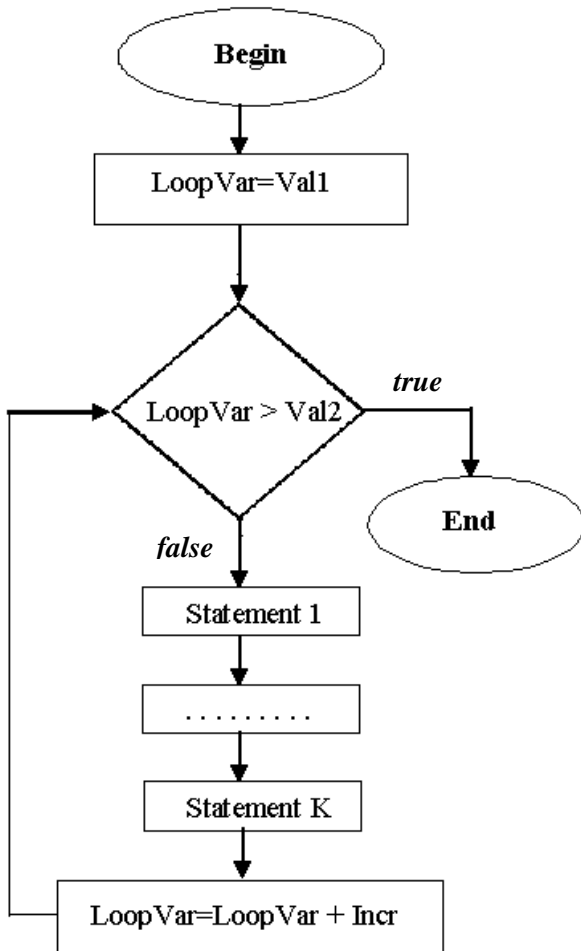 Begin
LoopVar=Val1
LoopVar > Val2
true
End
false
Statement 1
. . . . . . . . .
Statement K
LoopVar=LoopVar + Incr